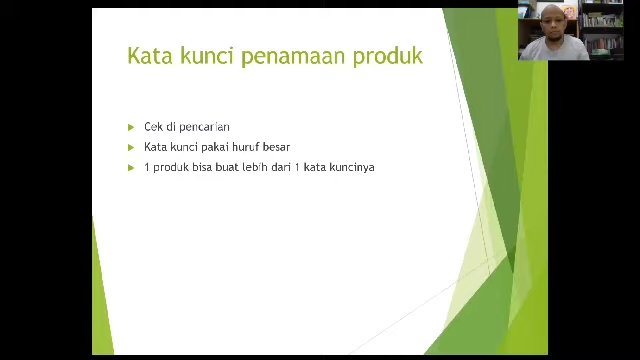 Kata kunci penamaan produk
Cek di pencarian
Kata kunci pakai huruf besar
1 produk bisa buat lebih dari 1 kata kuncinya